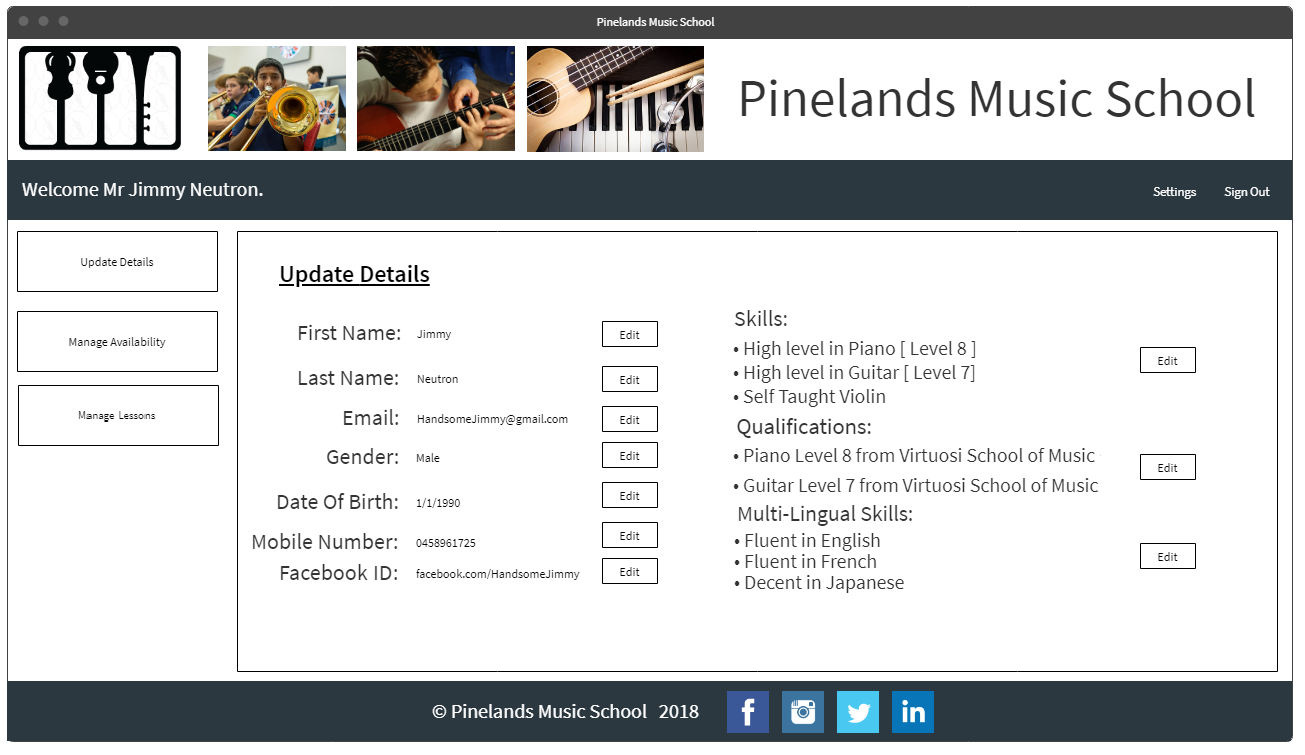 Pinelands Music School
Pinelands Music School
Welcome Mr Jimmy Neutron.
Settings
Sign Out
Update Details
Manage Availability
Manage Lessons
Update Details
First Name: Jimmy Edit
Last Name: Neutron Edit
Email: HandsomeJimmy@gmail.com Edit
Gender: Male Edit
Date Of Birth: 1/1/1990 Edit
Mobile Number: 0458961725 Edit
Facebook ID: facebook.com/HandsomeJimmy Edit
Skills:
• High level in Piano [ Level 8 ]
• High level in Guitar [ Level 7]
• Self Taught Violin
Edit
Qualifications:
• Piano Level 8 from Virtuosi School of Music
• Guitar Level 7 from Virtuosi School of Music
Edit
Multi-Lingual Skills:
• Fluent in English
• Fluent in French
• Decent in Japanese
Edit
© Pinelands Music School 2018
f
in